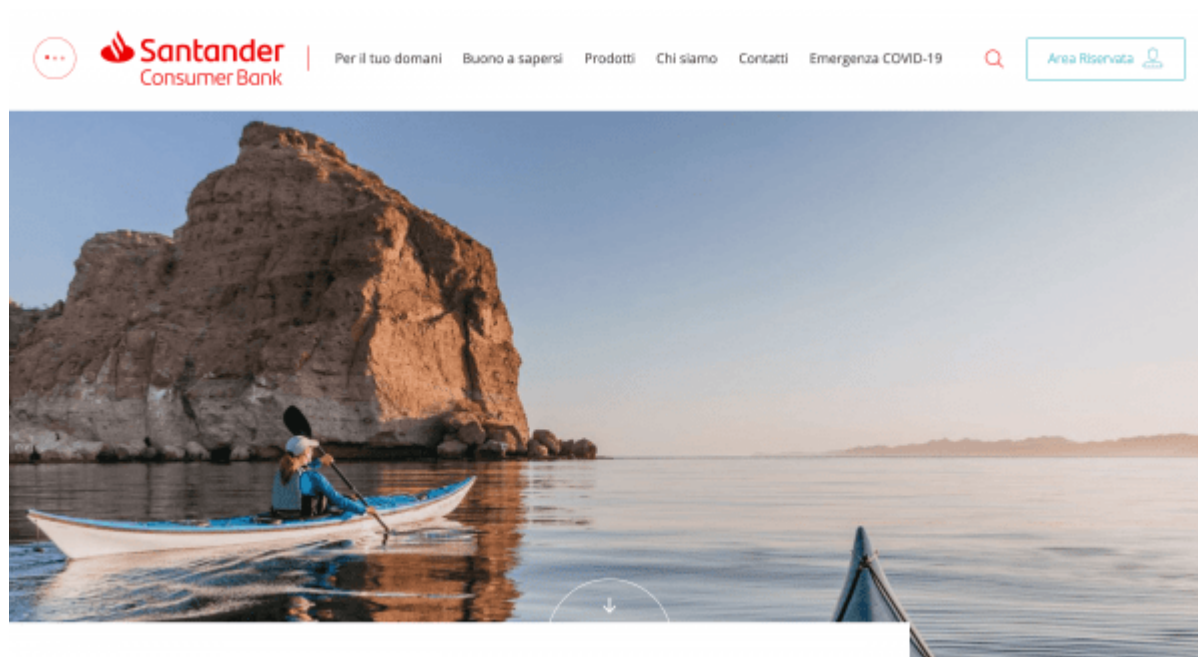 Santander
Consumer Bank
Per il tuo domani Buono a sapersi Prodotti Chi siamo Contatti Emergenza COVID-19
Area Riservata